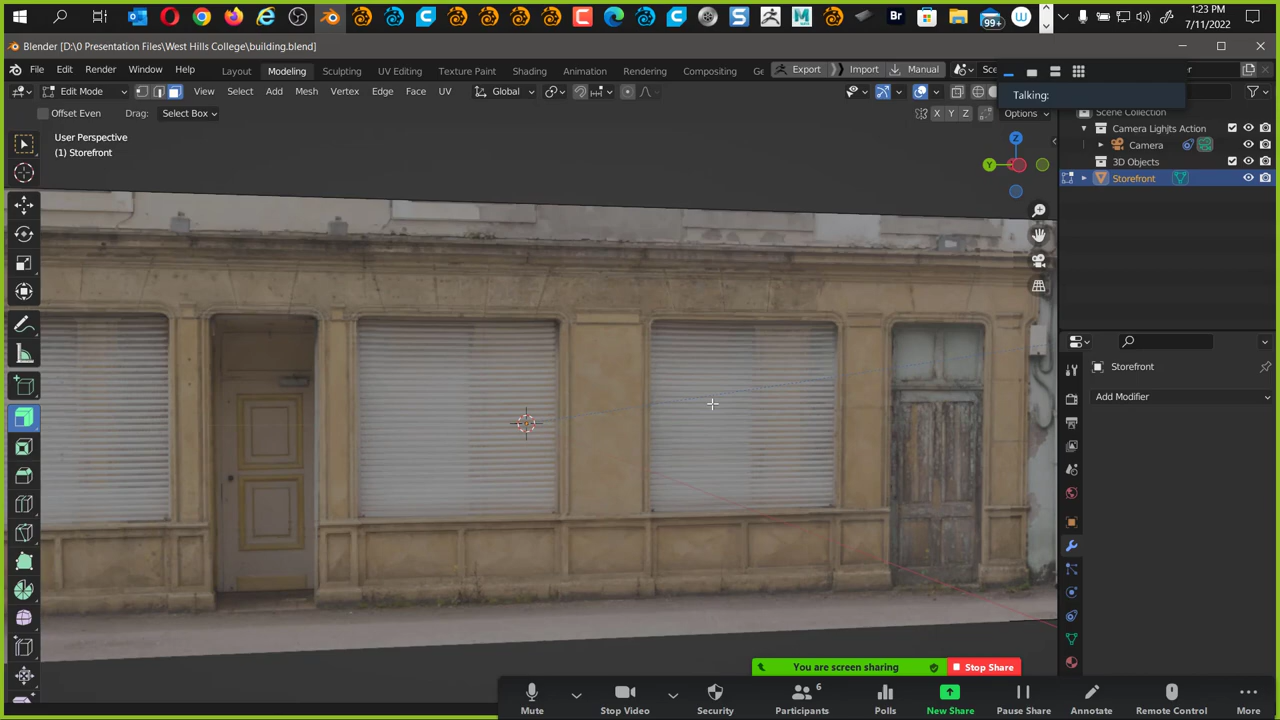 99+
1:23 PM
7/11/2022
Blender [D:\0 Presentation Files\West Hills College\building.blend]
File Edit Render Window Help Layout Modeling Sculpting UV Editing Texture Paint Shading Animation Rendering Compositing Ge Export Import Manual Sce
Talking:
Edit Mode View Select Add Mesh Vertex Edge Face UV Global
Offset Even Drag: Select Box X Y Z Options
Scene Collection
Camera Lights Action
Camera
3D Objects
Storefront
User Perspective
(1) Storefront
Z
Y
Storefront
Add Modifier
You are screen sharing Stop Share
6
Mute Stop Video Security Participants Polls New Share Pause Share Annotate Remote Control More